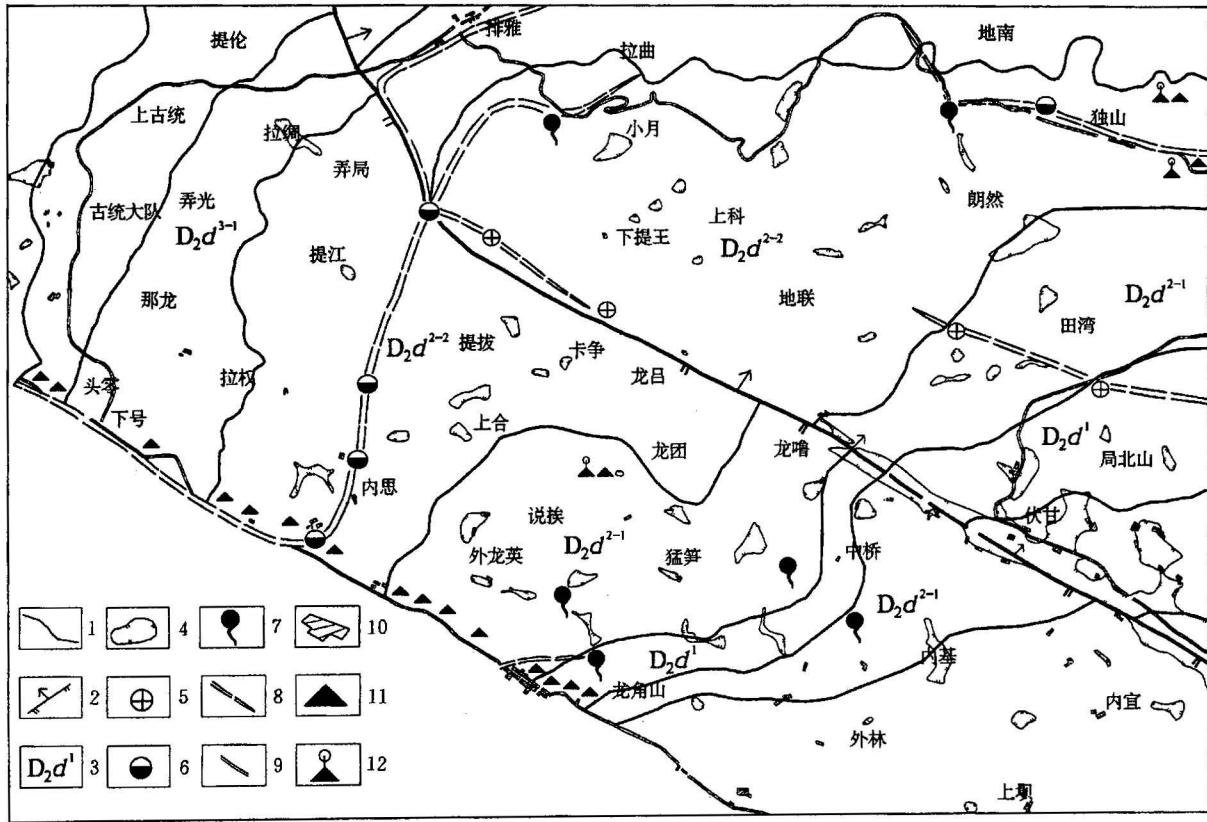 提伦
排雅
拉曲
地南
上古统
拉绸
小月
独山
弄局
古统大队
弄光
D₂d³⁻¹
朗然
上科
下提王
D₂d²⁻²
提江
那龙
地联
D₂d²⁻¹
田湾
D₂d²⁻²
提拔
卡争
龙吕
头零
拉权
下号
上合
龙团
龙噜
D₂d¹
局北山
内思
说挨
伏甘
外龙英
D₂d²⁻¹
猛笋
中桥
D₂d²⁻¹
D₂d¹
内基
龙角山
内宜
外林
上坝
1
4
7
10
2
5
8
11
D₂d¹ 3
6
9
12